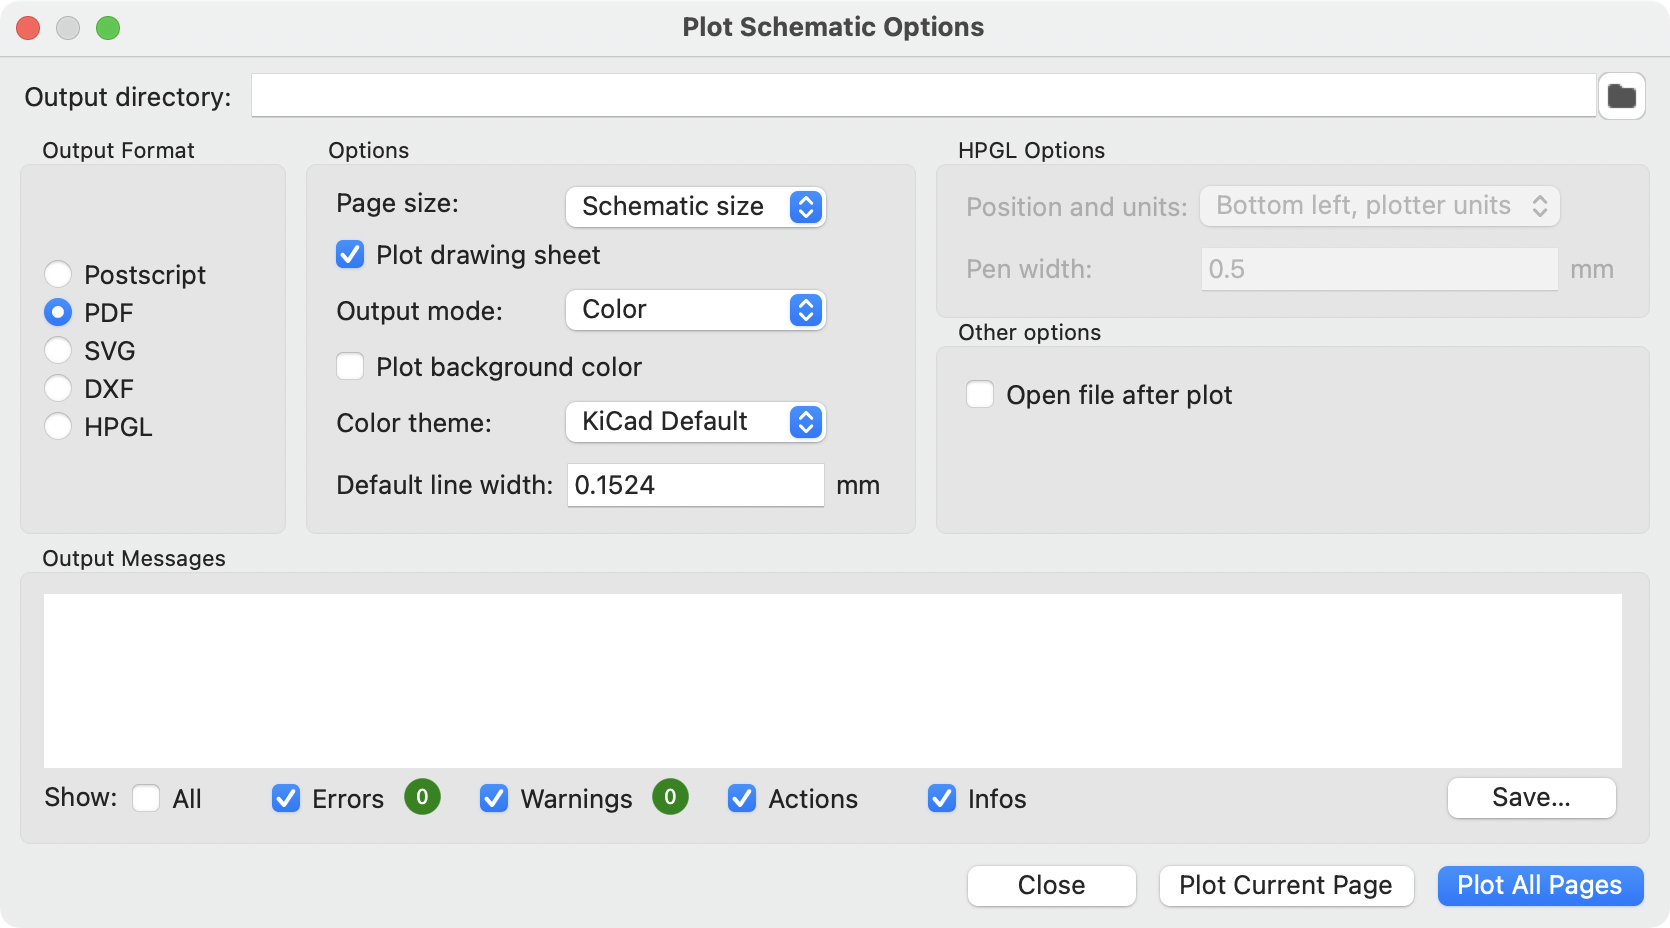 Plot Schematic Options
Output directory:
Output Format
Postscript
PDF
SVG
DXF
HPGL
Options
Page size: Schematic size
Plot drawing sheet
Output mode: Color
Plot background color
Color theme: KiCad Default
Default line width: 0.1524 mm
HPGL Options
Position and units: Bottom left, plotter units
Pen width: 0.5 mm
Other options
Open file after plot
Output Messages
Show: All Errors 0 Warnings 0 Actions Infos Save...
Close Plot Current Page Plot All Pages